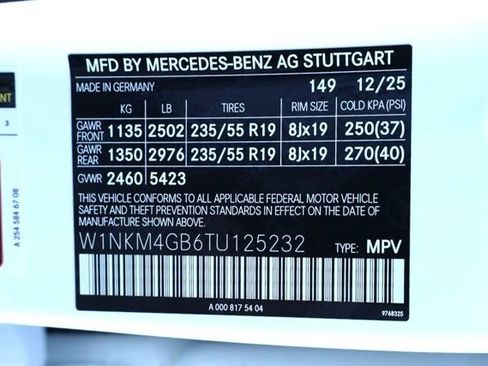 MFD BY MERCEDES-BENZ AG STUTTGART
MADE IN GERMANY 149 12/25
KG LB TIRES RIM SIZE COLD KPA (PSI)
GAWR FRONT 1135 2502 235/55 R19 8Jx19 250(37)
GAWR REAR 1350 2976 235/55 R19 8Jx19 270(40)
GVWR 2460 5423
THIS VEHICLE CONFORMS TO ALL
APPLICABLE FEDERAL MOTOR VEHICLE
SAFETY STANDARDS IN EFFECT ON THE
DATE OF MANUFACTURE SHOWN ABOVE.
W1NKM4GB6TU125232 TYPE: MPV
A 000 817 54 04
9768325
3
A 254 584 67 08